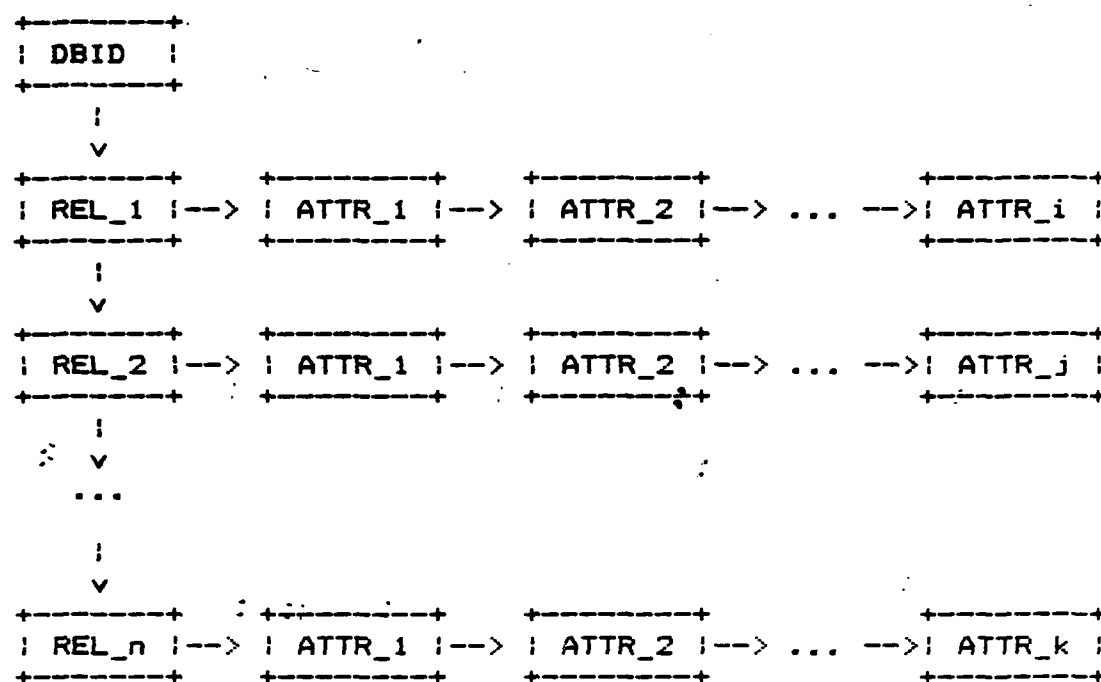 +---------+
| DBID |
+---------+
|
v
+---------+ +---------+ +---------+ +---------+
| REL_1 |--> | ATTR_1 |--> | ATTR_2 |--> ... -->| ATTR_i |
+---------+ +---------+ +---------+ +---------+
|
v
+---------+ +---------+ +---------+ +---------+
| REL_2 |--> | ATTR_1 |--> | ATTR_2 |--> ... -->| ATTR_j |
+---------+ +---------+ +---------+ +---------+
|
v
...
|
v
+---------+ +---------+ +---------+ +---------+
| REL_n |--> | ATTR_1 |--> | ATTR_2 |--> ... -->| ATTR_k |
+---------+ +---------+ +---------+ +---------+